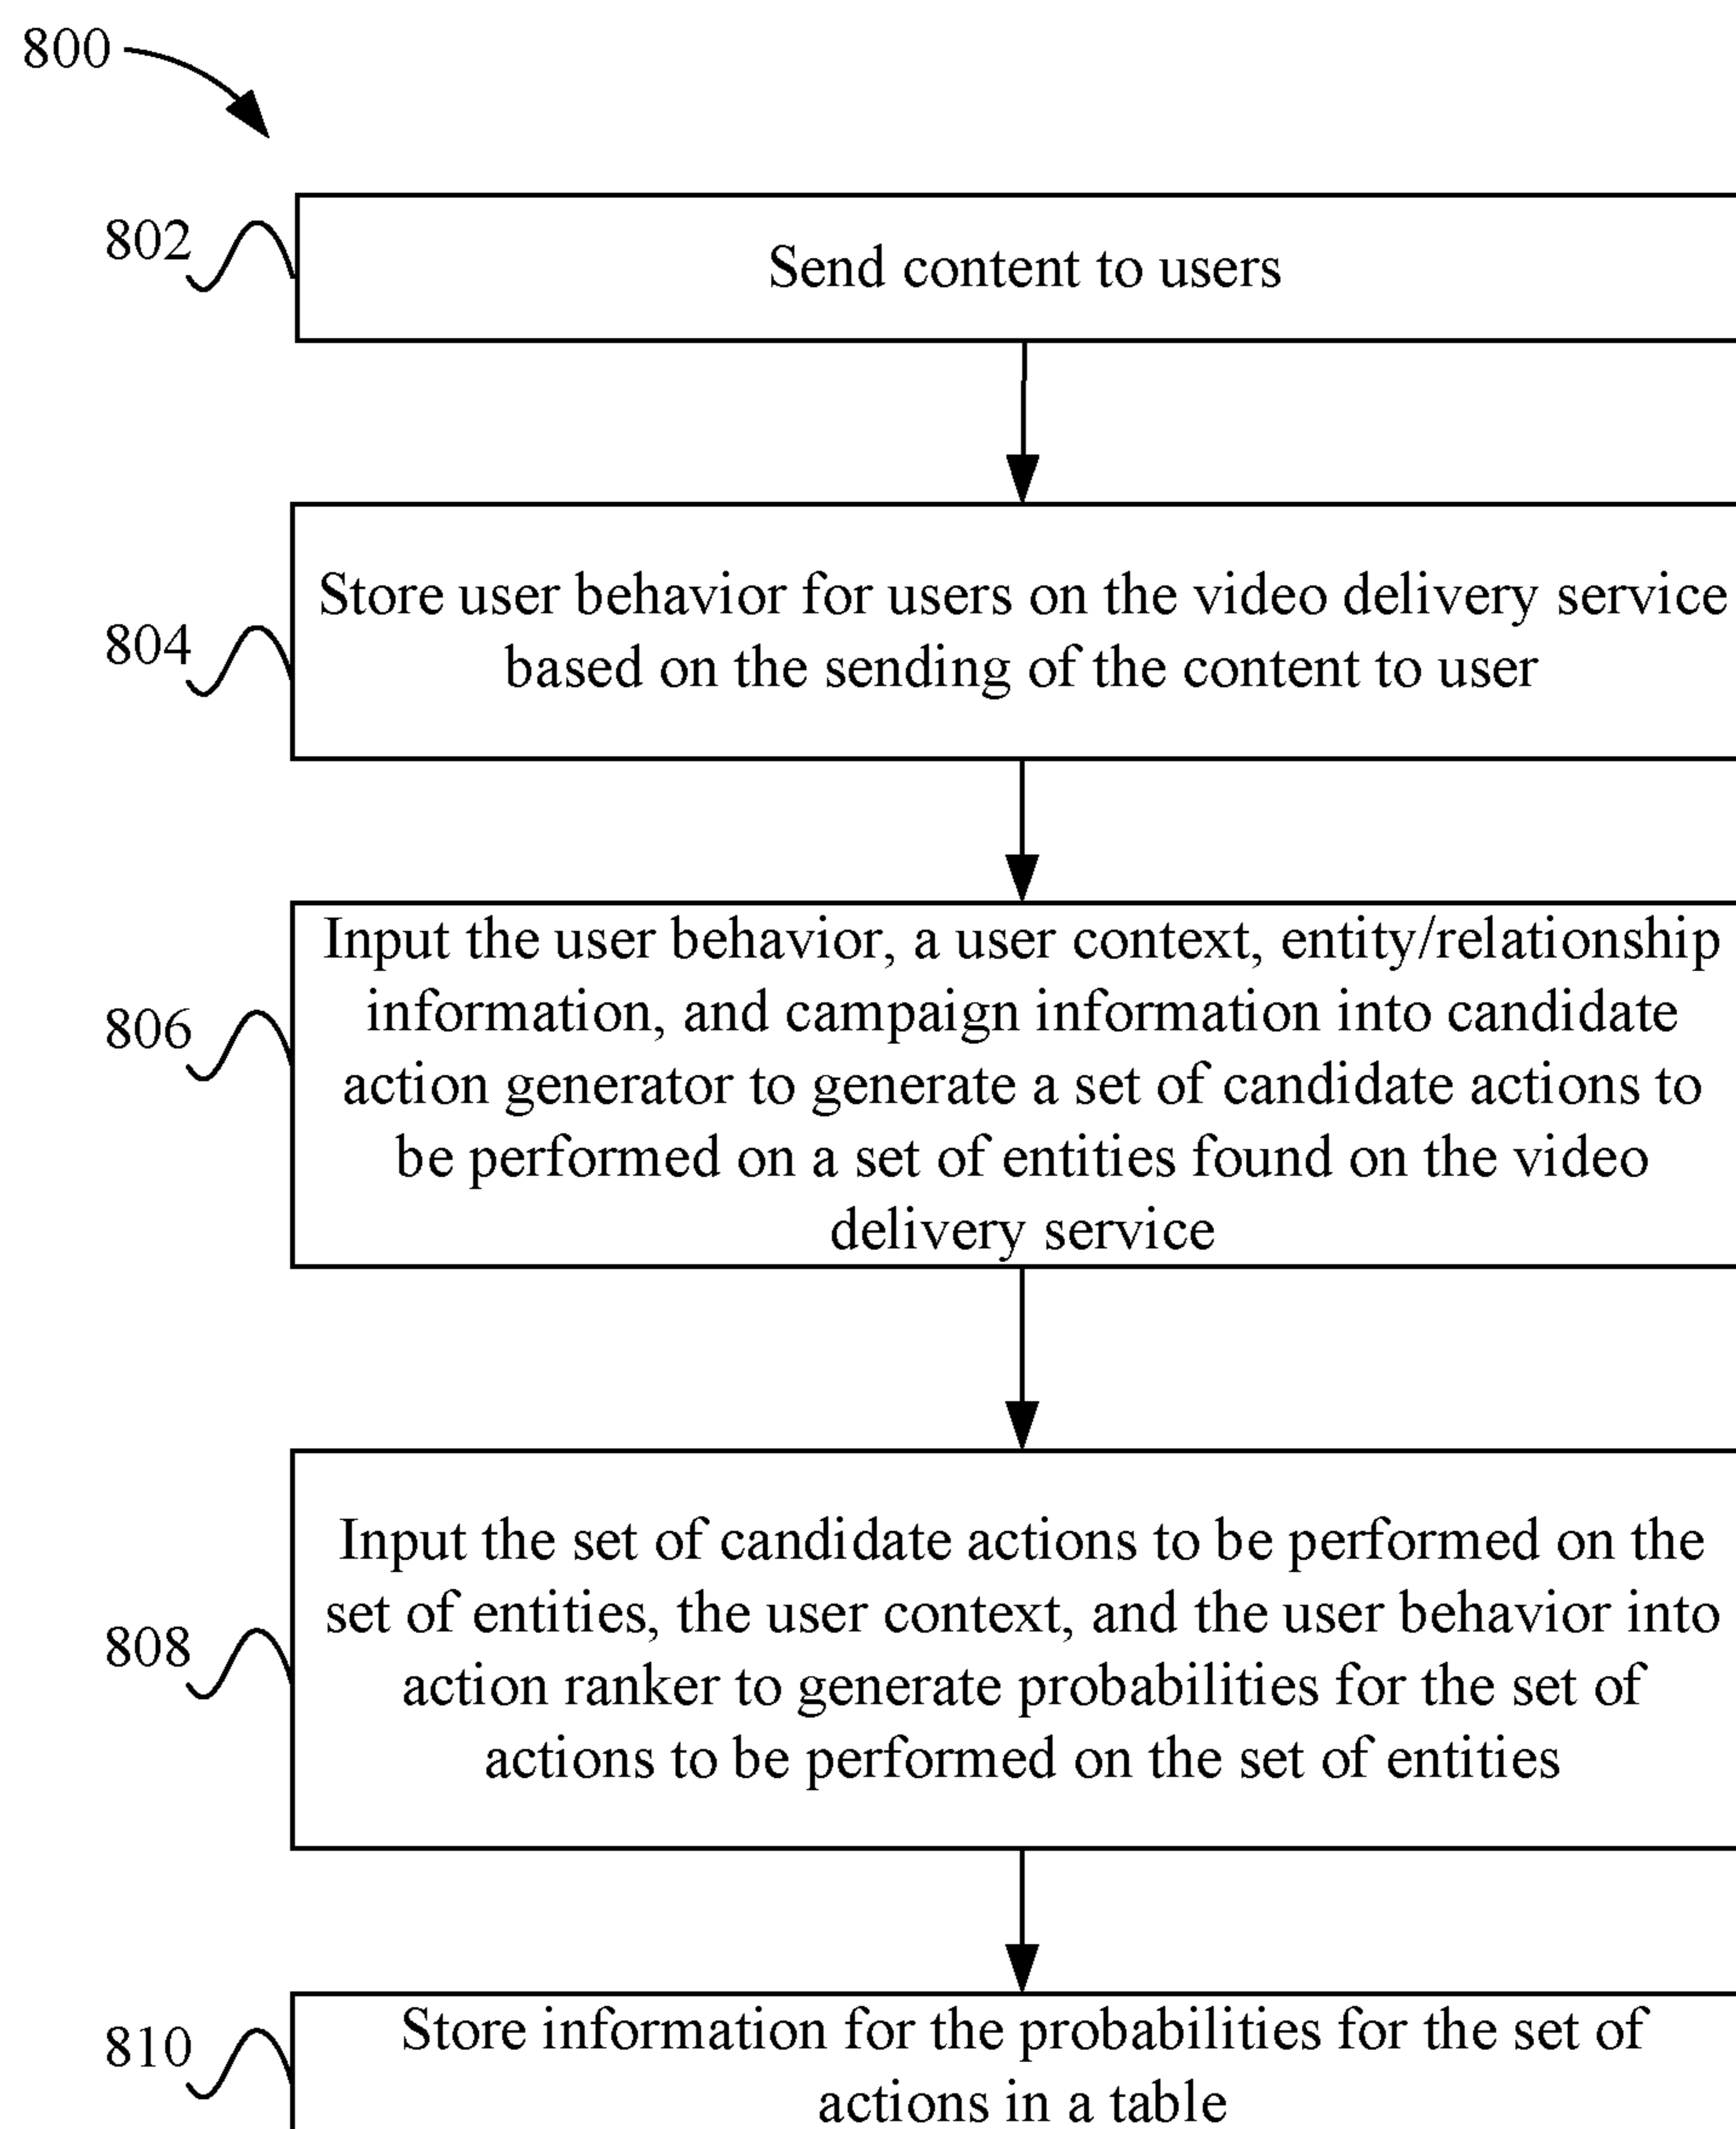 800
802
Send content to users
804
Store user behavior for users on the video delivery service
based on the sending of the content to user
806
Input the user behavior, a user context, entity/relationship
information, and campaign information into candidate
action generator to generate a set of candidate actions to
be performed on a set of entities found on the video
delivery service
808
Input the set of candidate actions to be performed on the
set of entities, the user context, and the user behavior into
action ranker to generate probabilities for the set of
actions to be performed on the set of entities
810
Store information for the probabilities for the set of
actions in a table